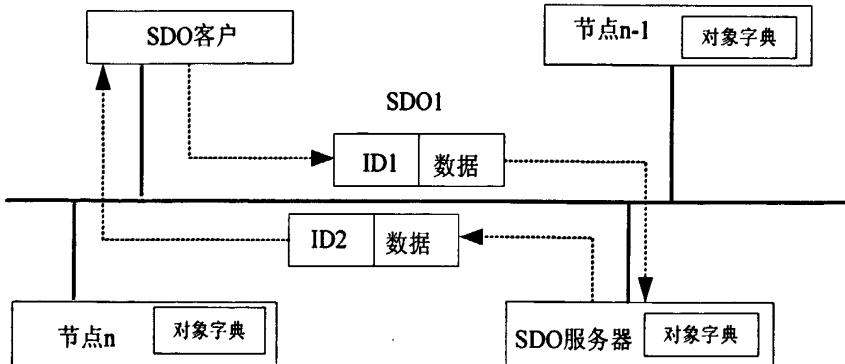 SDO客户
节点n-1
对象字典
SDO1
ID1
数据
ID2
数据
节点n
对象字典
SDO服务器
对象字典